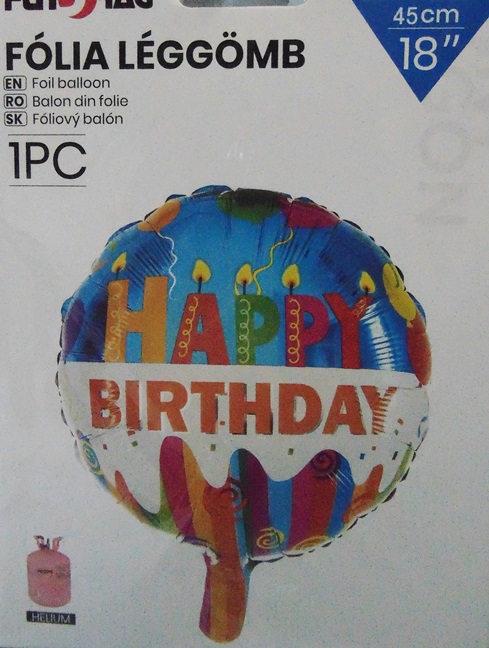 45cm
18"
FÓLIA LÉGGÖMB
EN Foil balloon
RO Balon din folie
SK Fóliový balón
1PC
HAPPY
BIRTHDAY
HELIUM